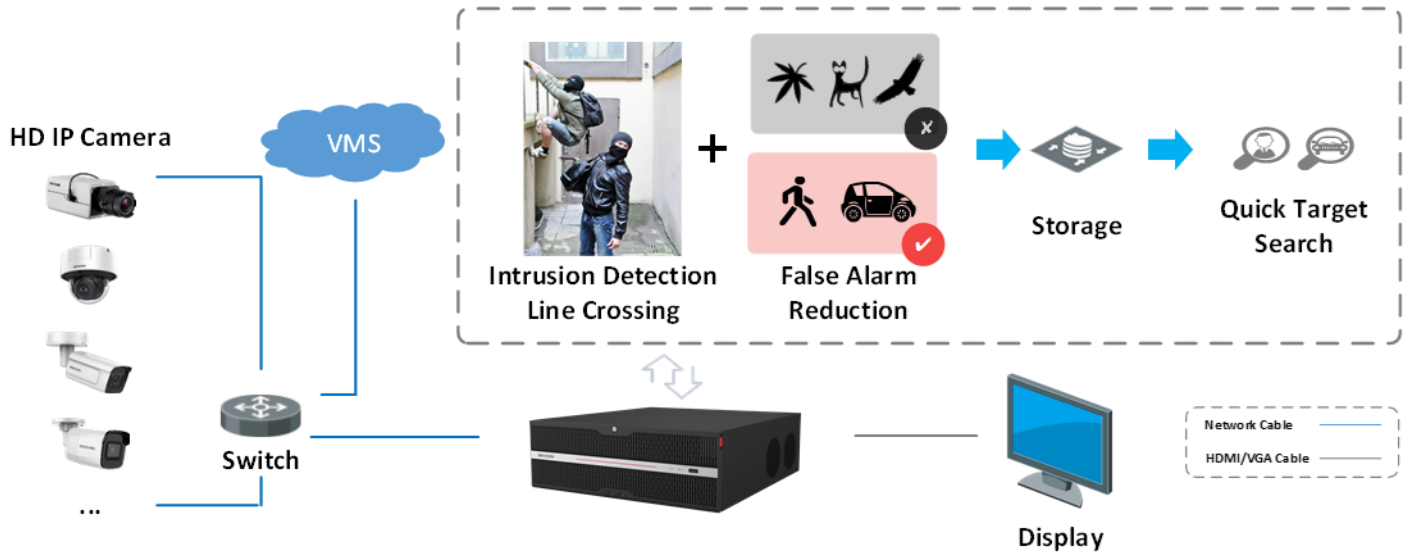 HD IP Camera
VMS
Intrusion Detection
Line Crossing
+
False Alarm
Reduction
Storage
Quick Target
Search
Switch
...
Display
Network Cable
HDMI/VGA Cable